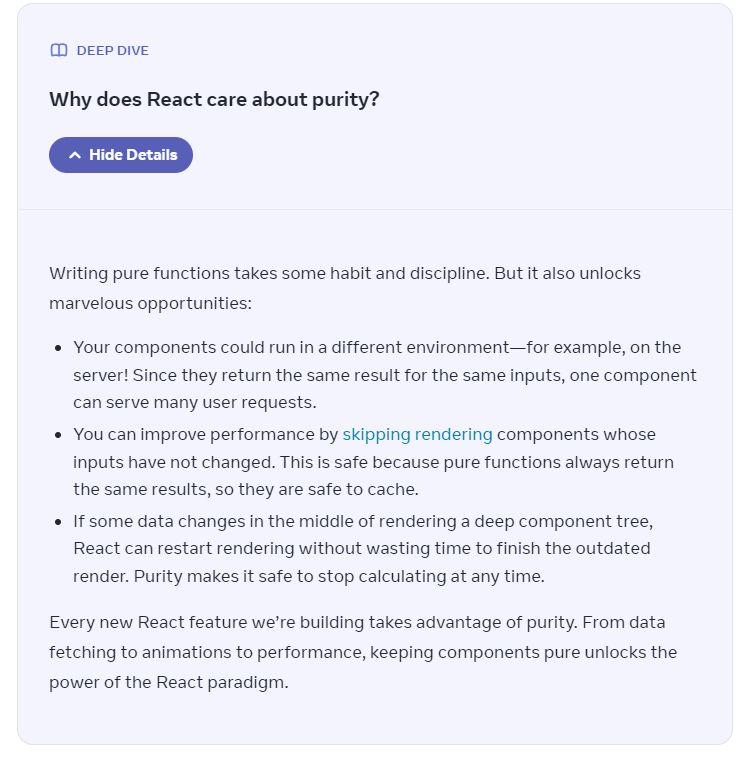 DEEP DIVE
Why does React care about purity?
Hide Details
Writing pure functions takes some habit and discipline. But it also unlocks
marvelous opportunities:
Your components could run in a different environment—for example, on the
server! Since they return the same result for the same inputs, one component
can serve many user requests.
You can improve performance by skipping rendering components whose
inputs have not changed. This is safe because pure functions always return
the same results, so they are safe to cache.
If some data changes in the middle of rendering a deep component tree,
React can restart rendering without wasting time to finish the outdated
render. Purity makes it safe to stop calculating at any time.
Every new React feature we’re building takes advantage of purity. From data
fetching to animations to performance, keeping components pure unlocks the
power of the React paradigm.